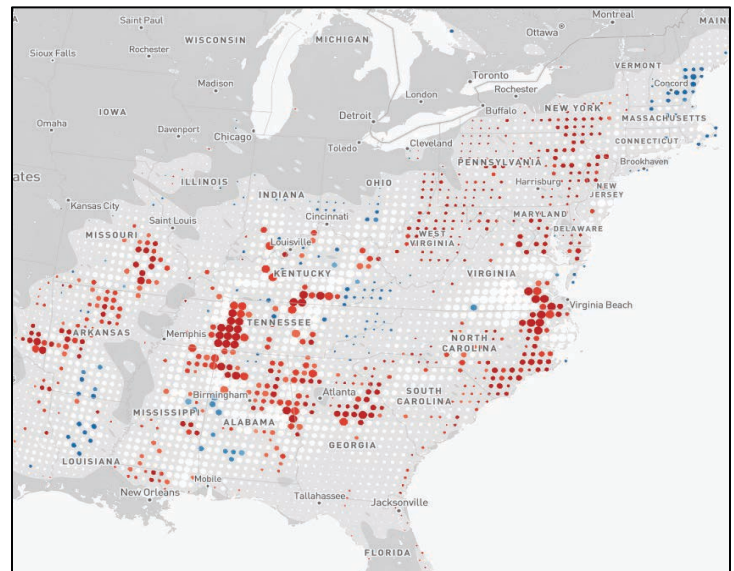 Saint Paul
Montreal
MAIN
Ottawa
A
WISCONSIN
MICHIGAN
Sioux Falls
Rochester
VERMONT
Toronto
Madison
Concord
London
Rochester
IOWA
Buffalo
NEW YORK
Detroit
MASSACHUSETTS
Omaha
Davenport
Chicago
Toledo
Cleveland
CONNECTICUT
PENNSYLVANIA
Brookhaven
ates
ILLINOIS
OHIO
Harrisburg
INDIANA
NEW
JERSEY
Kansas City
Cincinnati
MARYLAND
Saint Louis
DELAWARE
MISSOURI
WEST
VIRGINIA
Louisville
KENTUCKY
VIRGINIA
Virginia Beach
TENNESSEE
ARKANSAS
Memphis
NORTH
CAROLINA
Birmingham
Atlanta
SOUTH
CAROLINA
MISSISSIPPI
ALABAMA
GEORGIA
LOUISIANA
Mobile
New Orleans
Tallahassee
Jacksonville
FLORIDA